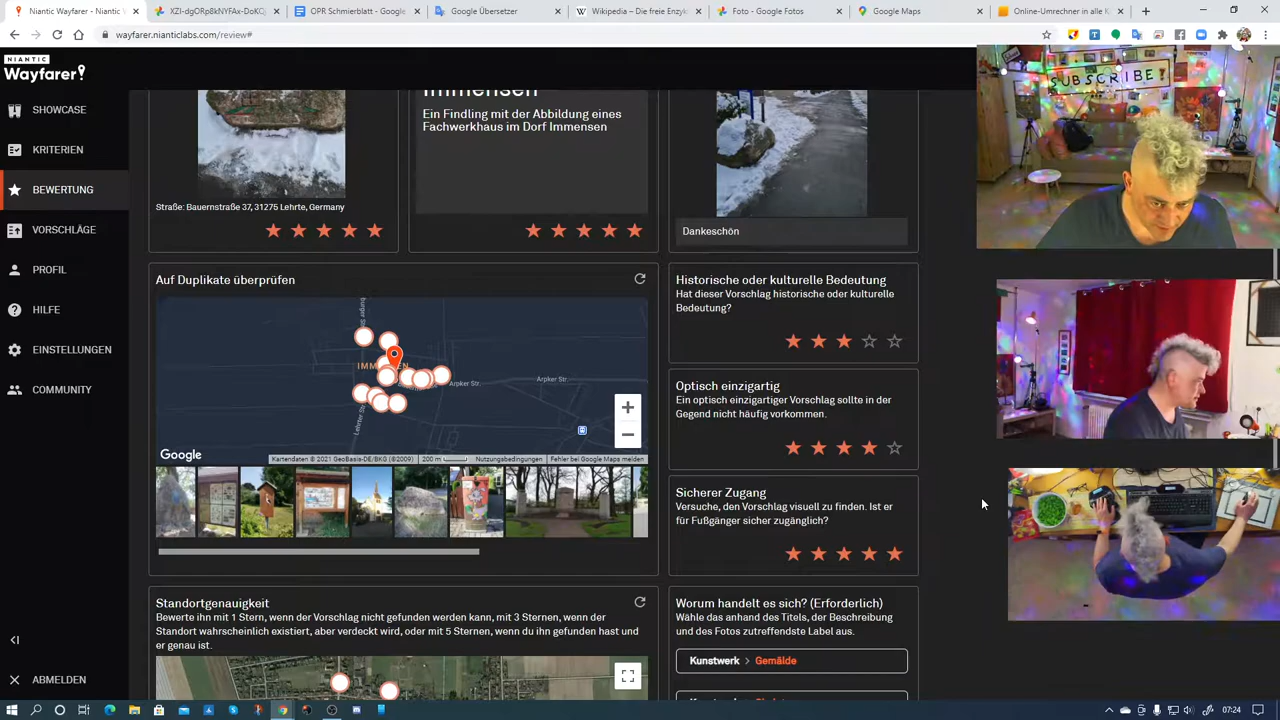 Niantic Wayfarer - Niantic V
XZI-dgORp8kNYFAx-DoKCj
OPR Schmierblatt - Google
Google Übersetzer
Wikipedia – Die freie Enzyk
Foto - Google Fotos
Google Maps
Online-Umrechner in alle K
wayfarer.nianticlabs.com/review#
NIANTIC
Wayfarer
SHOWCASE
KRITERIEN
BEWERTUNG
VORSCHLÄGE
PROFIL
HILFE
EINSTELLUNGEN
COMMUNITY
ABMELDEN
Straße: Bauernstraße 37, 31275 Lehrte, Germany
Immensen
Ein Findling mit der Abbildung eines
Fachwerkhaus im Dorf Immensen
Dankeschön
Auf Duplikate überprüfen
Arpker Str.
Arpker Str.
Lehrter Str.
Google
Kartendaten © 2021 GeoBasis-DE/BKG (©2009)
200 m
Nutzungsbedingungen
Fehler bei Google Maps melden
Historische oder kulturelle Bedeutung
Hat dieser Vorschlag historische oder kulturelle
Bedeutung?
Optisch einzigartig
Ein optisch einzigartiger Vorschlag sollte in der
Gegend nicht häufig vorkommen.
Sicherer Zugang
Versuche, den Vorschlag visuell zu finden. Ist er
für Fußgänger sicher zugänglich?
Standortgenauigkeit
Bewerte ihn mit 1 Stern, wenn der Vorschlag nicht gefunden werden kann, mit 3 Sternen, wenn der
Standort wahrscheinlich existiert, aber verdeckt wird, oder mit 5 Sternen, wenn du ihn gefunden hast und
er genau ist.
Worum handelt es sich? (Erforderlich)
Wähle das anhand des Titels, der Beschreibung
und des Fotos zutreffendste Label aus.
Kunstwerk > Gemälde
SUBSCRIBE!
07:24